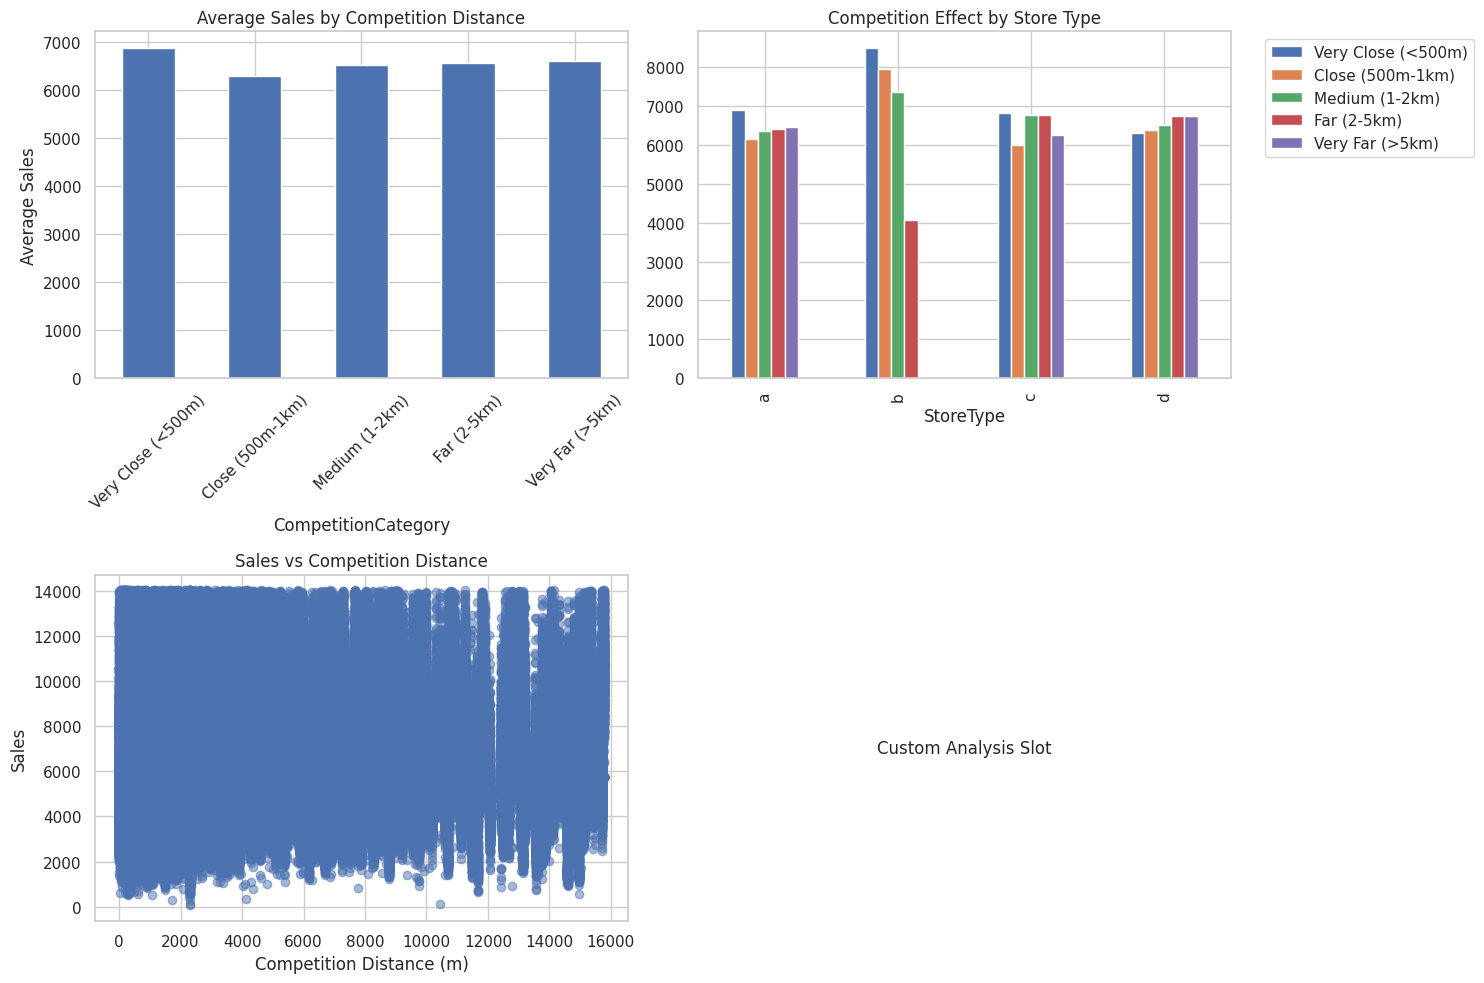 Average Sales by Competition Distance
Average Sales
7000
6000
5000
4000
3000
2000
1000
0
Very Close (<500m)
Close (500m-1km)
Medium (1-2km)
Far (2-5km)
Very Far (>5km)
CompetitionCategory
Competition Effect by Store Type
8000
7000
6000
5000
4000
3000
2000
1000
0
a
b
c
d
StoreType
Very Close (<500m)
Close (500m-1km)
Medium (1-2km)
Far (2-5km)
Very Far (>5km)
Sales vs Competition Distance
Sales
14000
12000
10000
8000
6000
4000
2000
0
0 2000 4000 6000 8000 10000 12000 14000 16000
Competition Distance (m)
Custom Analysis Slot